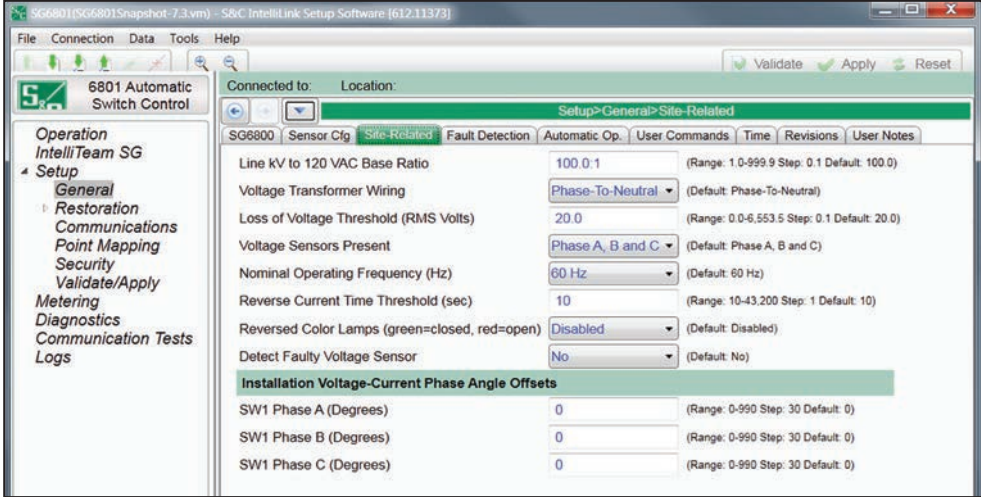 SG6801(SG6801Snapshot-7.3.vm) - S&C IntelliLink Setup Software [612.11373]
File Connection Data Tools Help
Validate Apply Reset
S&C
6801 Automatic
Switch Control
Connected to: Location:
Setup>General>Site-Related
SG6800 Sensor Cfg Site-Related Fault Detection Automatic Op. User Commands Time Revisions User Notes
Operation
IntelliTeam SG
Setup
General
Restoration
Communications
Point Mapping
Security
Validate/Apply
Metering
Diagnostics
Communication Tests
Logs
Line kV to 120 VAC Base Ratio 100.0:1 (Range: 1.0-999.9 Step: 0.1 Default: 100.0)
Voltage Transformer Wiring Phase-To-Neutral (Default: Phase-To-Neutral)
Loss of Voltage Threshold (RMS Volts) 20.0 (Range: 0.0-6,553.5 Step: 0.1 Default: 20.0)
Voltage Sensors Present Phase A, B and C (Default: Phase A, B and C)
Nominal Operating Frequency (Hz) 60 Hz (Default: 60 Hz)
Reverse Current Time Threshold (sec) 10 (Range: 10-43,200 Step: 1 Default: 10)
Reversed Color Lamps (green=closed, red=open) Disabled (Default: Disabled)
Detect Faulty Voltage Sensor No (Default: No)
Installation Voltage-Current Phase Angle Offsets
SW1 Phase A (Degrees) 0 (Range: 0-990 Step: 30 Default: 0)
SW1 Phase B (Degrees) 0 (Range: 0-990 Step: 30 Default: 0)
SW1 Phase C (Degrees) 0 (Range: 0-990 Step: 30 Default: 0)